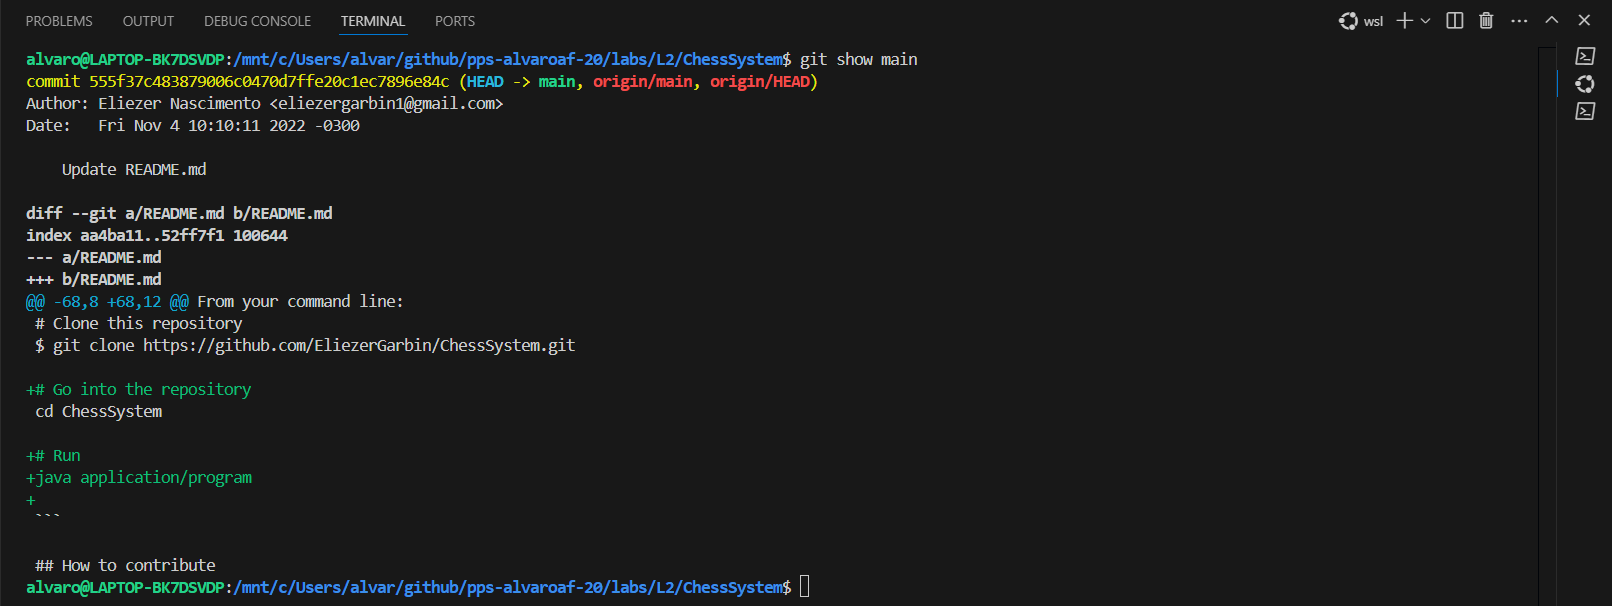 PROBLEMS OUTPUT DEBUG CONSOLE TERMINAL PORTS wsl
alvaro@LAPTOP-BK7DSVDP:/mnt/c/Users/alvar/github/pps-alvaroaf-20/labs/L2/ChessSystem$ git show main
commit 555f37c483879006c0470d7ffe20c1ec7896e84c (HEAD -> main, origin/main, origin/HEAD)
Author: Eliezer Nascimento <eliezergarbin1@gmail.com>
Date:   Fri Nov 4 10:10:11 2022 -0300
    Update README.md
diff --git a/README.md b/README.md
index aa4ba11..52ff7f1 100644
--- a/README.md
+++ b/README.md
@@ -68,8 +68,12 @@ From your command line:
 # Clone this repository
 $ git clone https://github.com/EliezerGarbin/ChessSystem.git
+# Go into the repository
 cd ChessSystem
+# Run
+java application/program
+
 ```
 ## How to contribute
alvaro@LAPTOP-BK7DSVDP:/mnt/c/Users/alvar/github/pps-alvaroaf-20/labs/L2/ChessSystem$